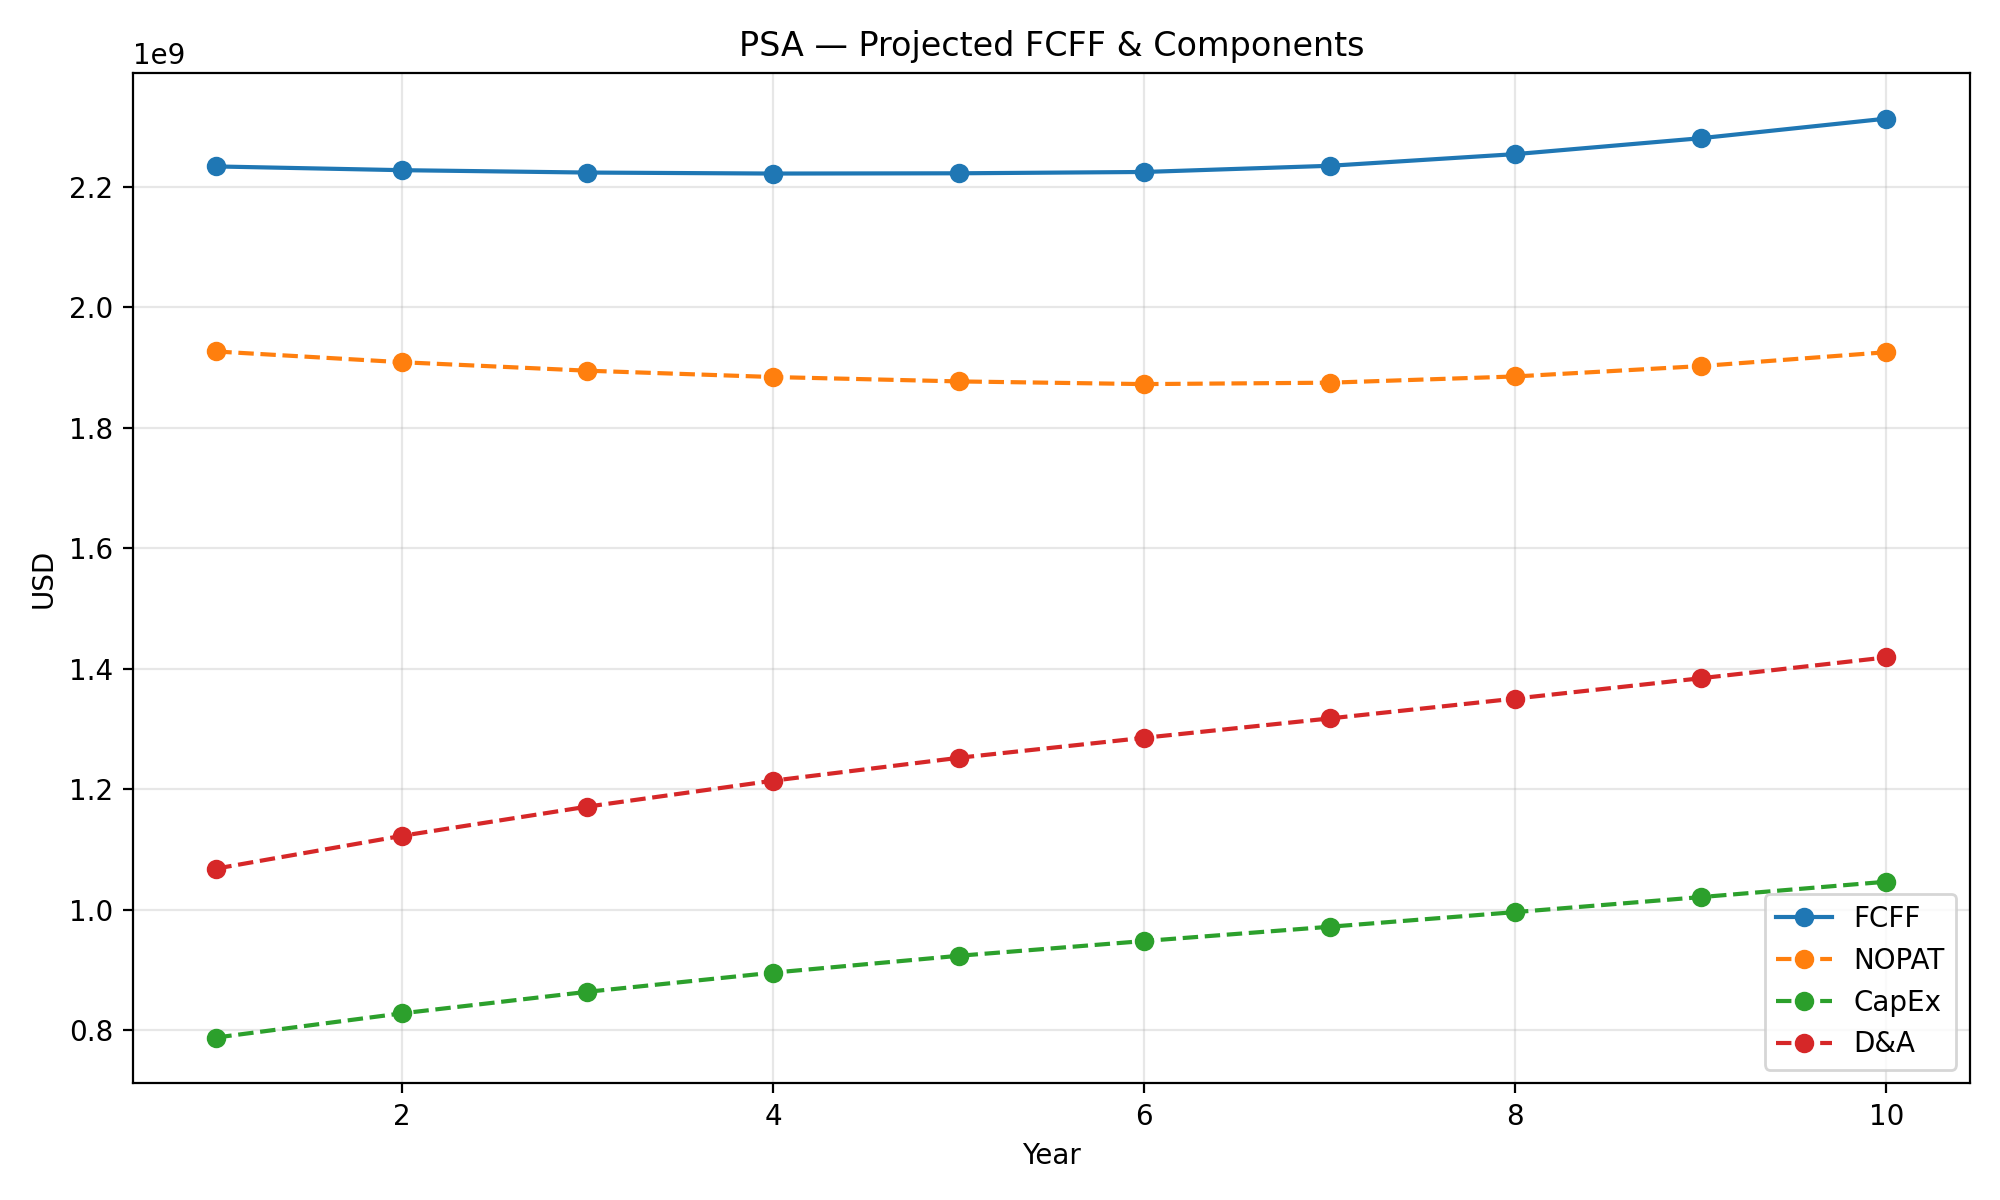 PSA — Projected FCFF & Components
1e9
2.2
2.0
1.8
1.6
1.4
1.2
1.0
0.8
USD
2
4
6
8
10
Year
FCFF
NOPAT
CapEx
D&A